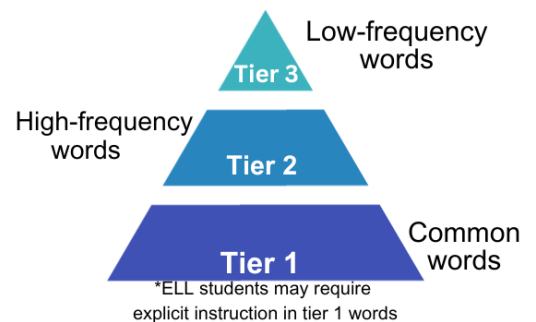 Low-frequency
words
Tier 3
High-frequency
words
Tier 2
Common
words
Tier 1
*ELL students may require
explicit instruction in tier 1 words